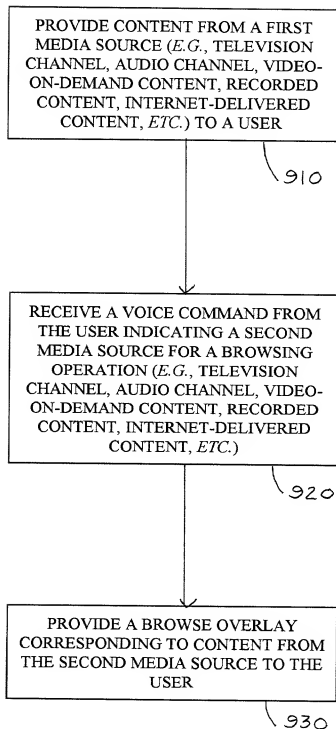 PROVIDE CONTENT FROM A FIRST
MEDIA SOURCE (E.G., TELEVISION
CHANNEL, AUDIO CHANNEL, VIDEO-
ON-DEMAND CONTENT, RECORDED
CONTENT, INTERNET-DELIVERED
CONTENT, ETC.) TO A USER
910
RECEIVE A VOICE COMMAND FROM
THE USER INDICATING A SECOND
MEDIA SOURCE FOR A BROWSING
OPERATION (E.G., TELEVISION
CHANNEL, AUDIO CHANNEL, VIDEO-
ON-DEMAND CONTENT, RECORDED
CONTENT, INTERNET-DELIVERED
CONTENT, ETC.)
920
PROVIDE A BROWSE OVERLAY
CORRESPONDING TO CONTENT FROM
THE SECOND MEDIA SOURCE TO THE
USER
930